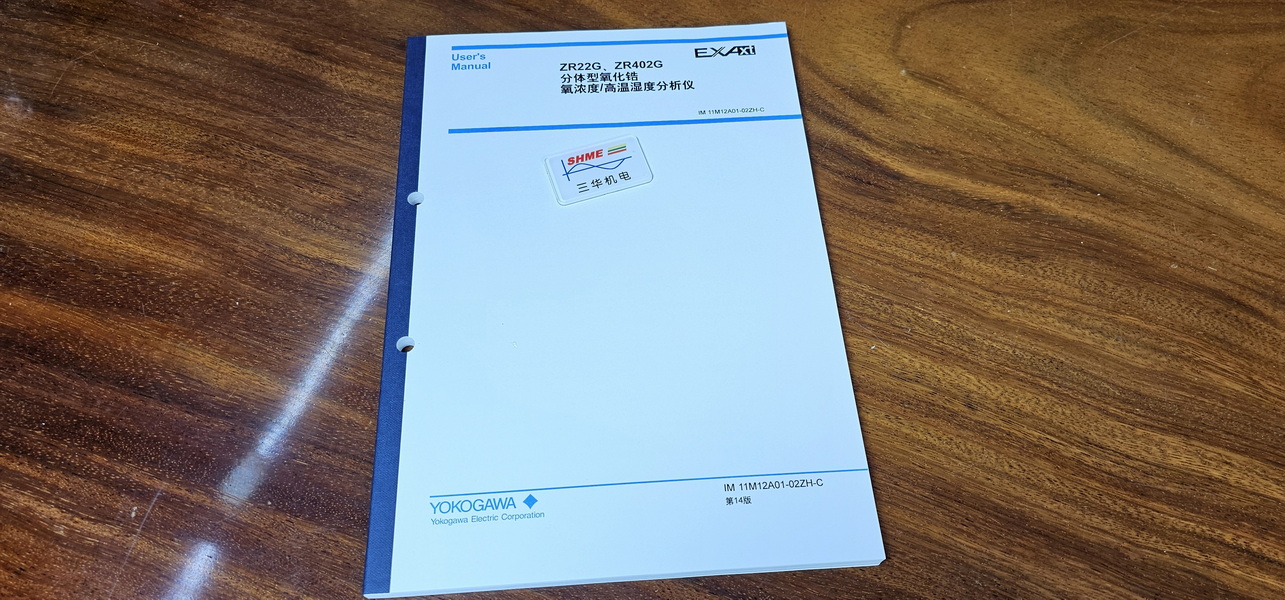 User's
Manual
EXAxt
ZR22G、ZR402G
分体型氧化锆
氧浓度/高温湿度分析仪
IM 11M12A01-02ZH-C
SHME
三华机电
YOKOGAWA
Yokogawa Electric Corporation
IM 11M12A01-02ZH-C
第14版